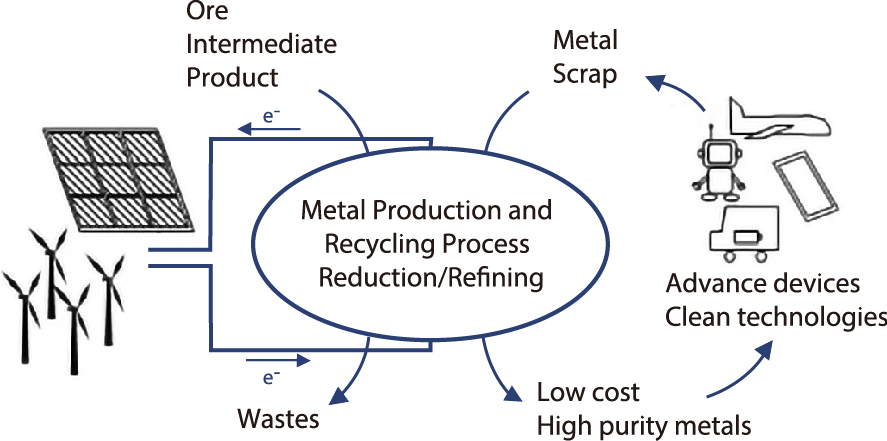 Ore
Intermediate
Product
Metal
Scrap
e⁻
Metal Production and
Recycling Process
Reduction/Refining
Advance devices
Clean technologies
e⁻
Wastes
Low cost
High purity metals